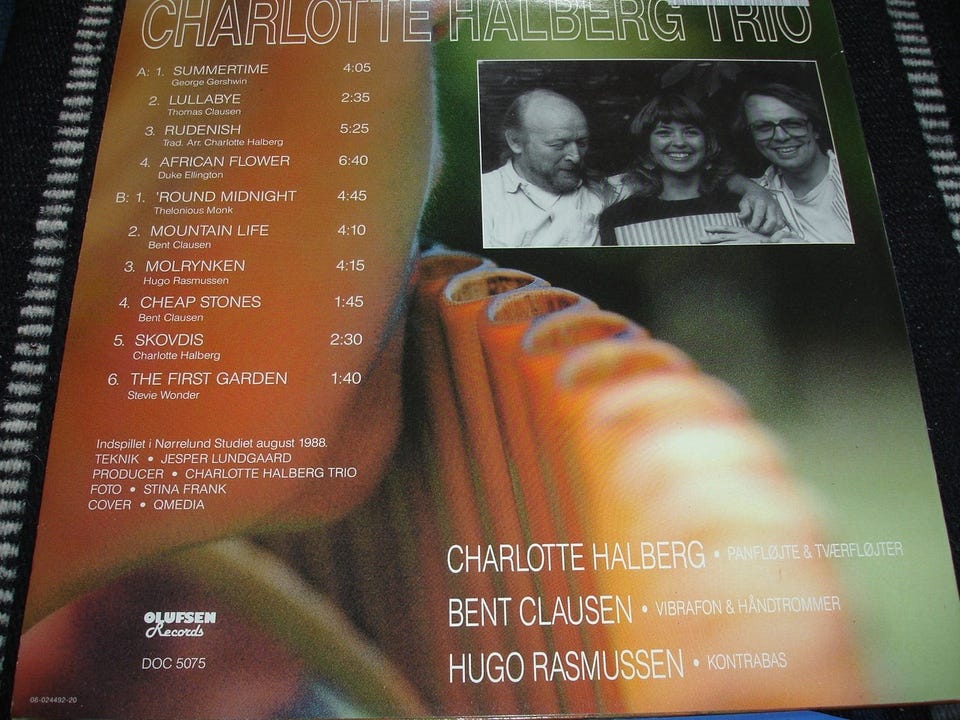 CHARLOTTE HALBERG TRIO
A: 1. SUMMERTIME 4:05
George Gershwin
2. LULLABYE 2:35
Thomas Clausen
3. RUDENISH 5:25
Trad. Arr. Charlotte Halberg
4. AFRICAN FLOWER 6:40
Duke Ellington
B: 1. 'ROUND MIDNIGHT 4:45
Thelonious Monk
2. MOUNTAIN LIFE 4:10
Bent Clausen
3. MOLRYNKEN 4:15
Hugo Rasmussen
4. CHEAP STONES 1:45
Bent Clausen
5. SKOVDIS 2:30
Charlotte Halberg
6. THE FIRST GARDEN 1:40
Stevie Wonder
Indspillet i Nørrelund Studiet august 1988.
TEKNIK • JESPER LUNDGAARD
PRODUCER • CHARLOTTE HALBERG TRIO
FOTO • STINA FRANK
COVER • QMEDIA
CHARLOTTE HALBERG • PANFLØJTE & TVÆRFLØJTER
BENT CLAUSEN • VIBRAFON & HÅNDTROMMER
HUGO RASMUSSEN • KONTRABAS
OLUFSEN
Records
DOC 5075
06-024492-20